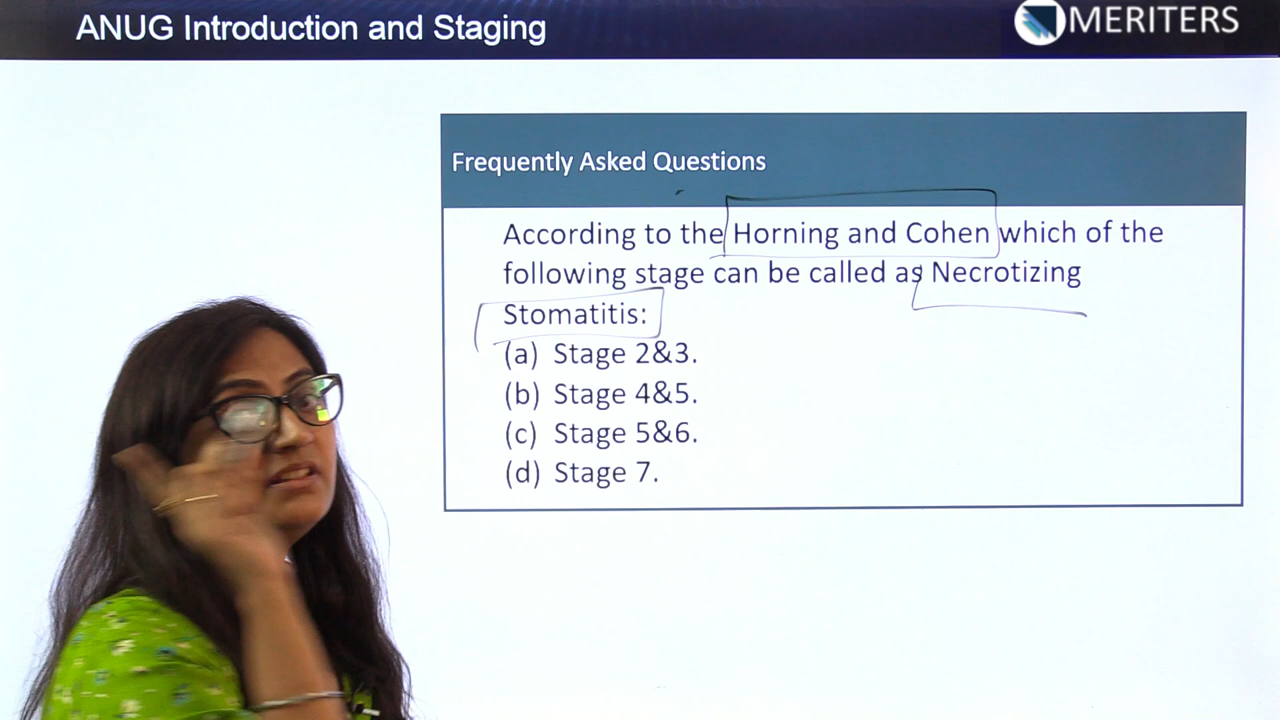 ANUG Introduction and Staging
MERITERS
Frequently Asked Questions
According to the Horning and Cohen which of the
following stage can be called as Necrotizing
Stomatitis:
(a) Stage 2&3.
(b) Stage 4&5.
(c) Stage 5&6.
(d) Stage 7.